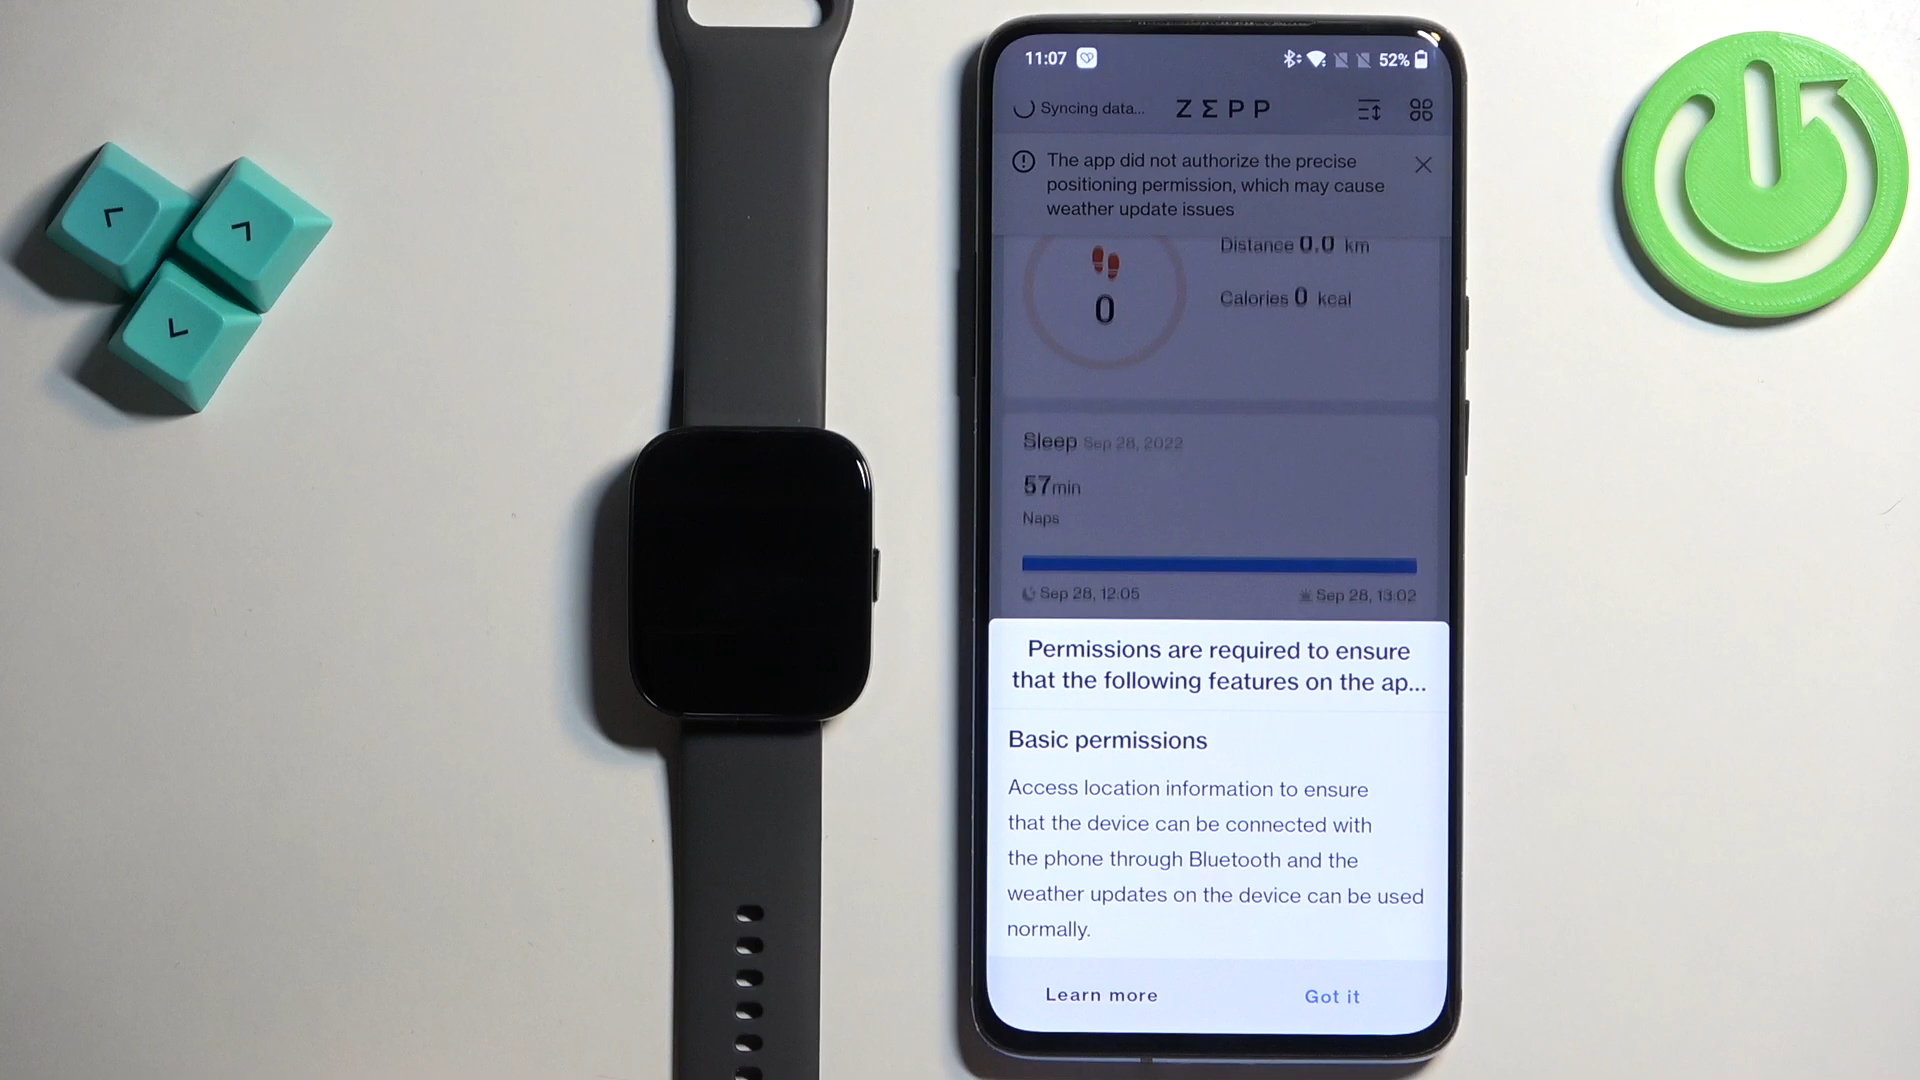 11:07
52%
Syncing data...
ZΣPP
The app did not authorize the precise
positioning permission, which may cause
weather update issues
Distance 0.0 km
0
Calories 0 kcal
Sleep Sep 28, 2022
57min
Naps
Sep 28, 12:05
Sep 28, 13:02
Permissions are required to ensure
that the following features on the ap...
Basic permissions
Access location information to ensure
that the device can be connected with
the phone through Bluetooth and the
weather updates on the device can be used
normally.
Learn more
Got it